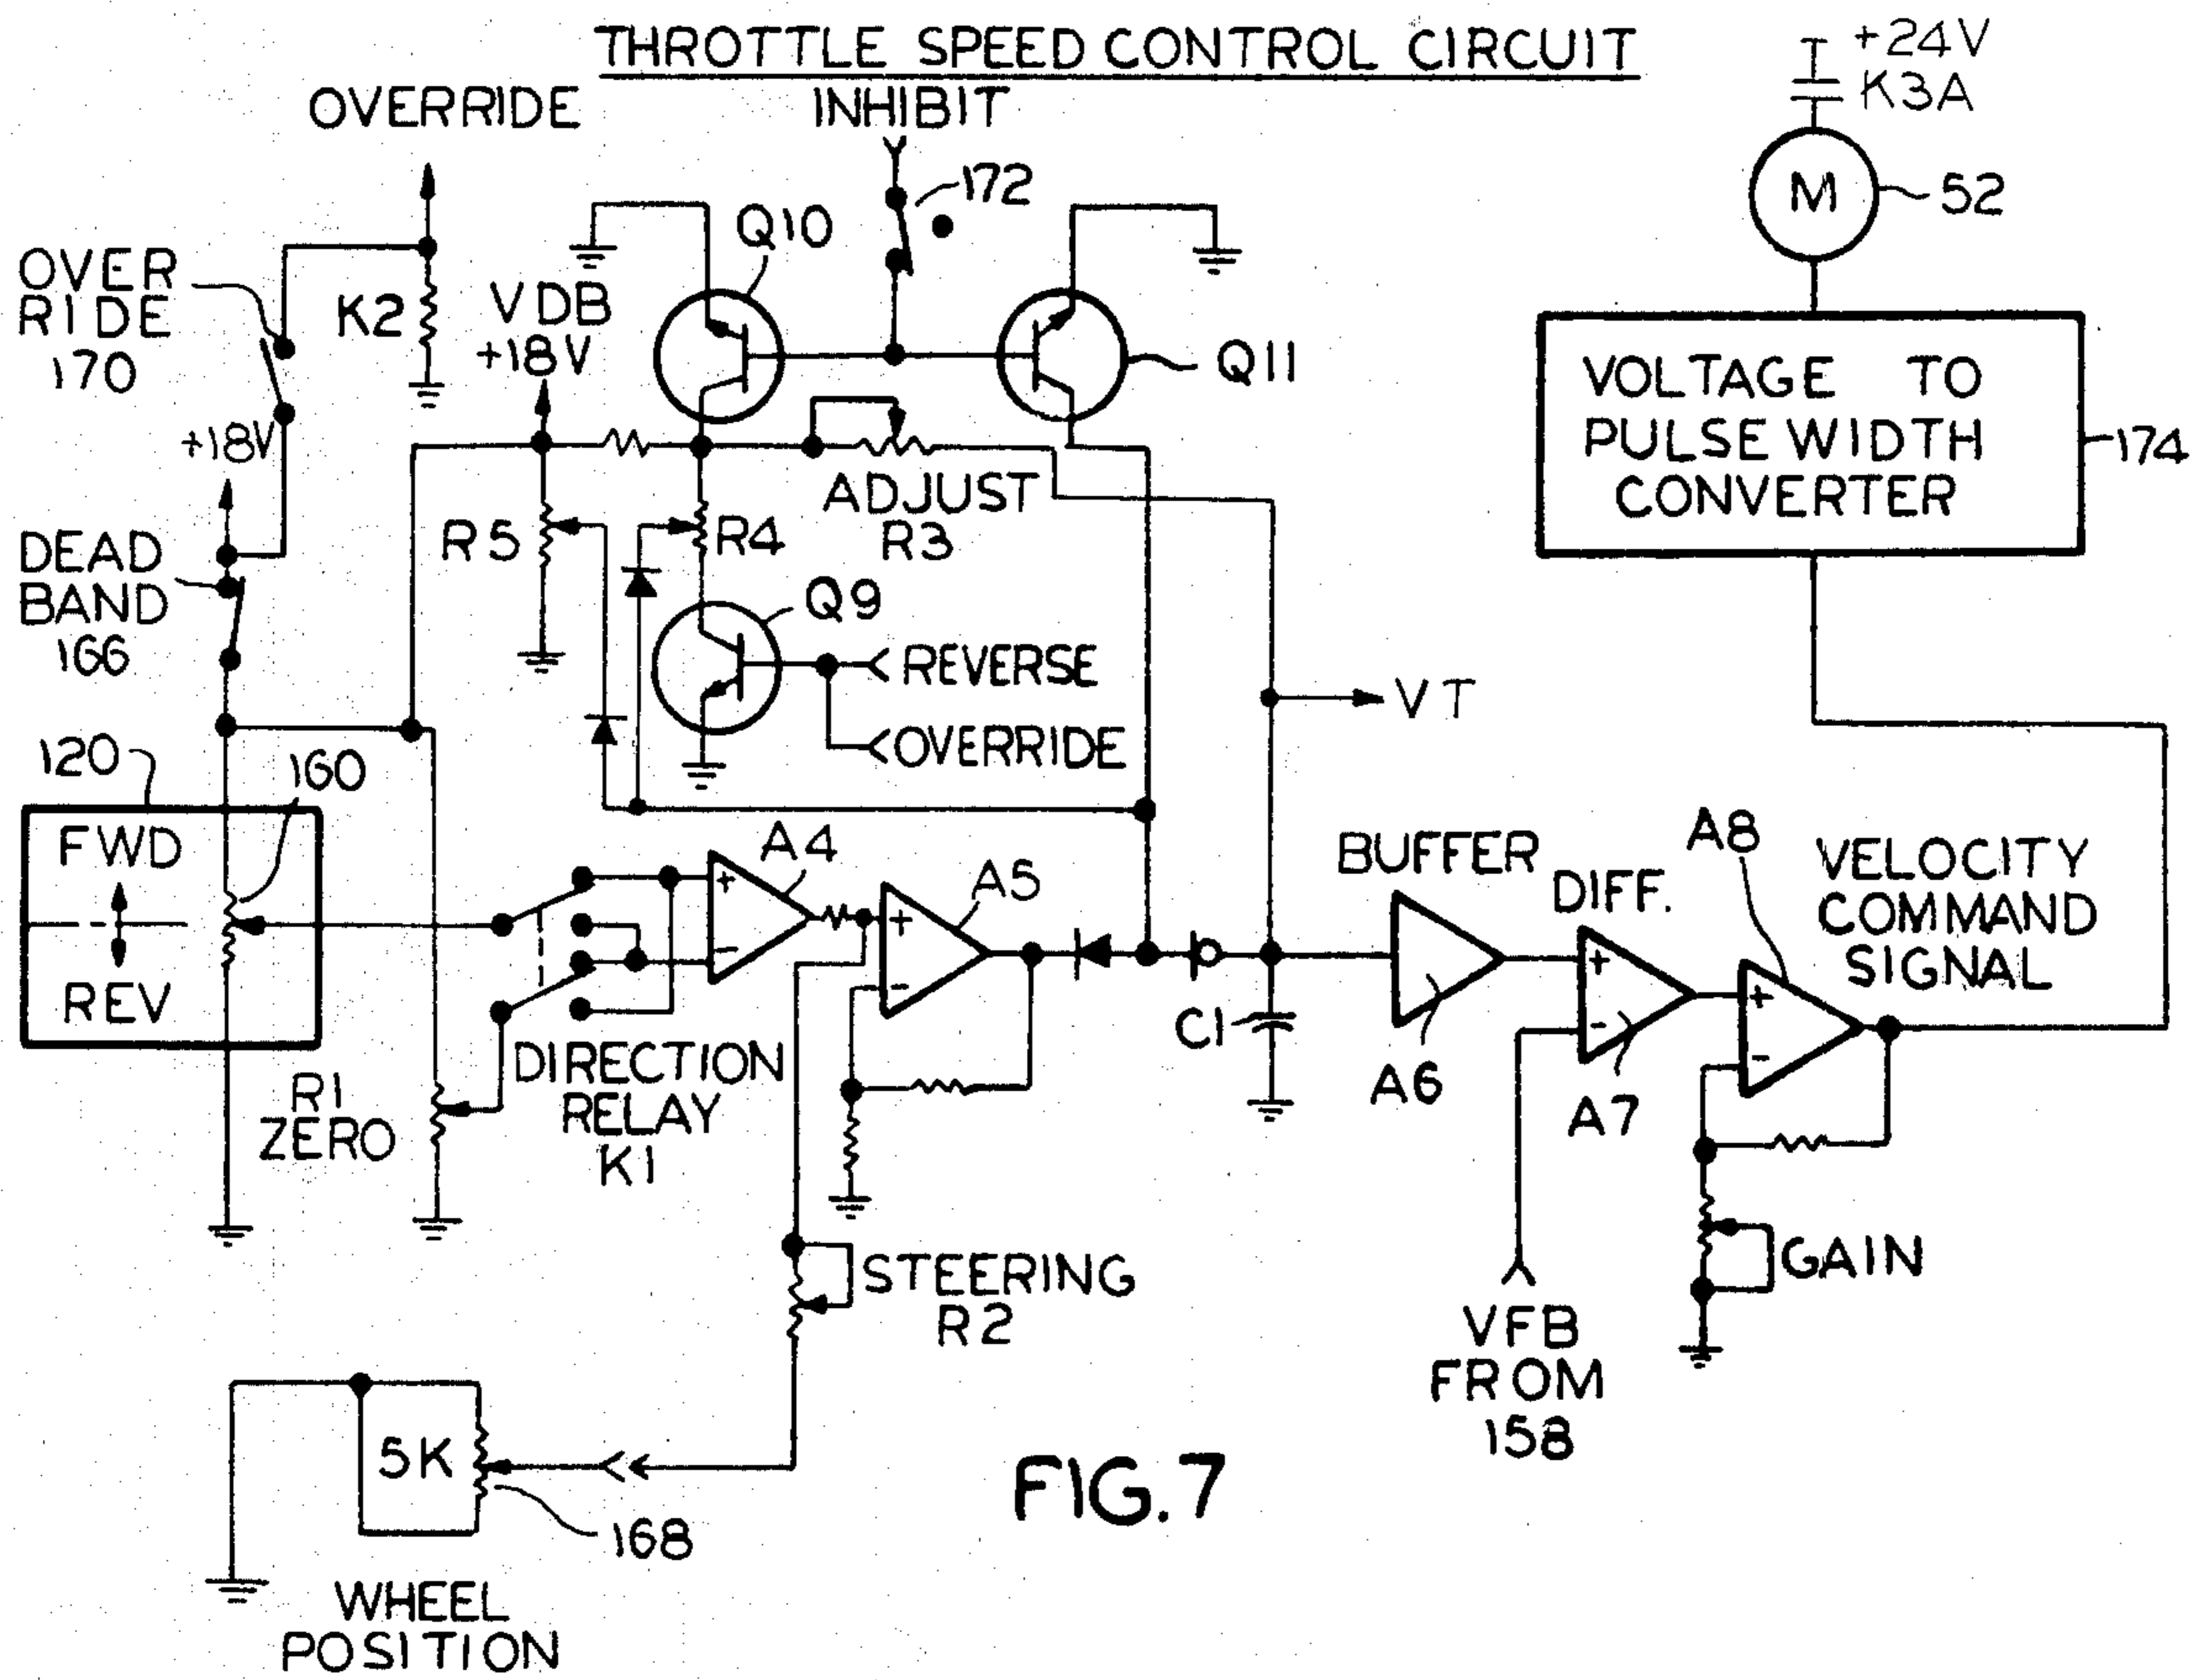 THROTTLE SPEED CONTROL CIRCUIT
+24V
K3A
OVERRIDE
INHIBIT
172
M
52
Q10
OVER
RIDE
170
K2
VDB
+18V
Q11
VOLTAGE TO
PULSE WIDTH
CONVERTER
174
+18V
ADJUST
R3
R5
R4
DEAD
BAND
166
Q9
REVERSE
OVERRIDE
VT
120
160
FWD
REV
A4
A5
+
-
+
-
BUFFER
DIFF.
A8
VELOCITY
COMMAND
SIGNAL
+
-
+
-
C1
A6
A7
R1
ZERO
DIRECTION
RELAY
K1
STEERING
R2
GAIN
VFB
FROM
158
5K
168
WHEEL
POSITION
FIG. 7